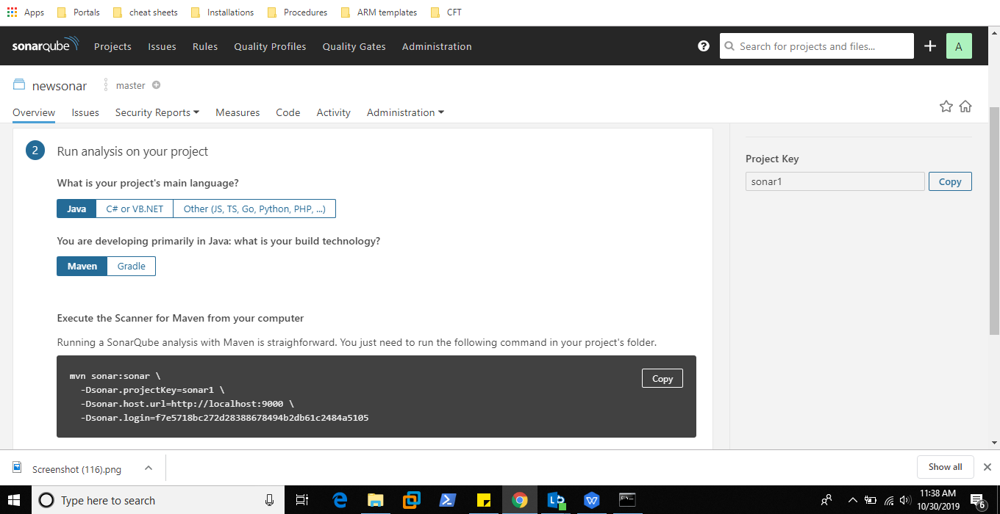 Apps Portals cheat sheets Installations Procedures ARM templates CFT
sonarqube Projects Issues Rules Quality Profiles Quality Gates Administration ? Search for projects and files... + A
newsonar master
Overview Issues Security Reports Measures Code Activity Administration
2 Run analysis on your project
What is your project's main language?
Java C# or VB.NET Other (JS, TS, Go, Python, PHP, ...)
You are developing primarily in Java: what is your build technology?
Maven Gradle
Execute the Scanner for Maven from your computer
Running a SonarQube analysis with Maven is straighforward. You just need to run the following command in your project's folder.
mvn sonar:sonar \
-Dsonar.projectKey=sonar1 \
-Dsonar.host.url=http://localhost:9000 \
-Dsonar.login=f7e5718bc272d28388678494b2db61c2484a5105
Copy
Project Key
sonar1 Copy
Screenshot (116).png Show all
Type here to search
11:38 AM
10/30/2019
6